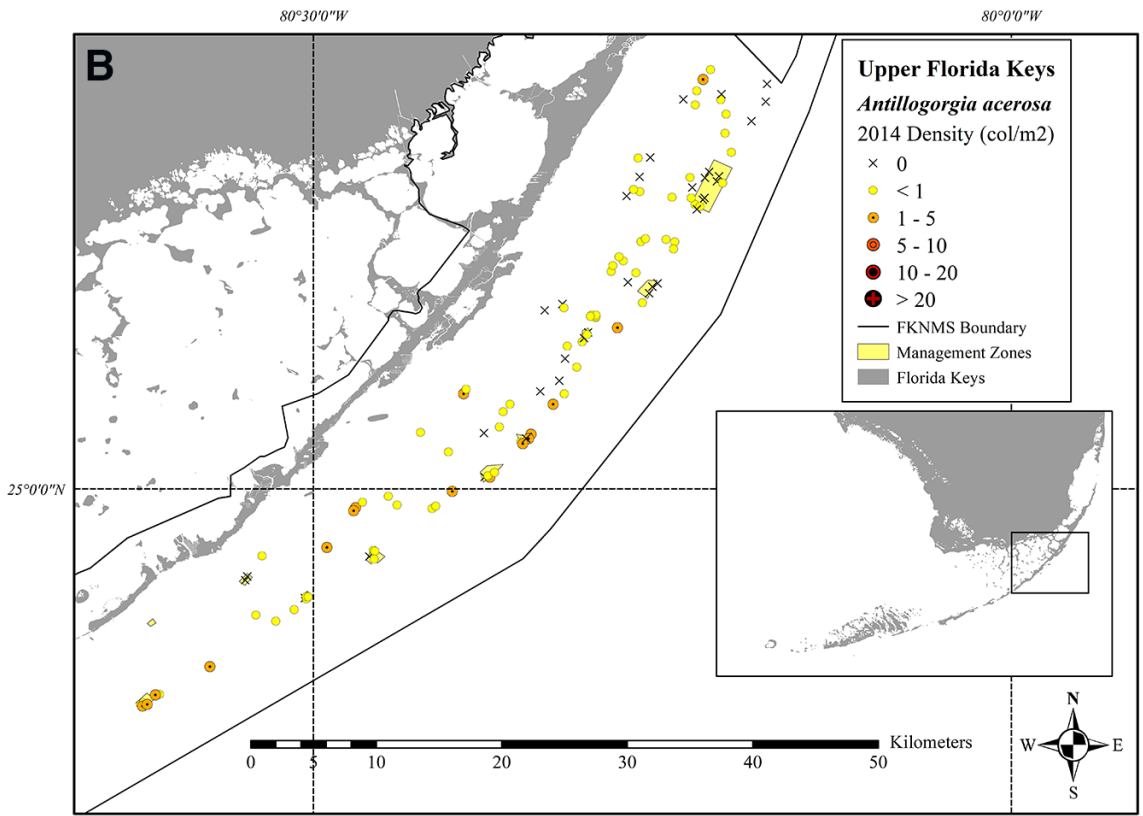 80°30'0"W
80°0'0"W
B
Upper Florida Keys
Antillogorgia acerosa
2014 Density (col/m2)
0
< 1
1 - 5
5 - 10
10 - 20
> 20
FKNMS Boundary
Management Zones
Florida Keys
25°0'0"N
Kilometers
0 5 10 20 30 40 50
N
W E
S